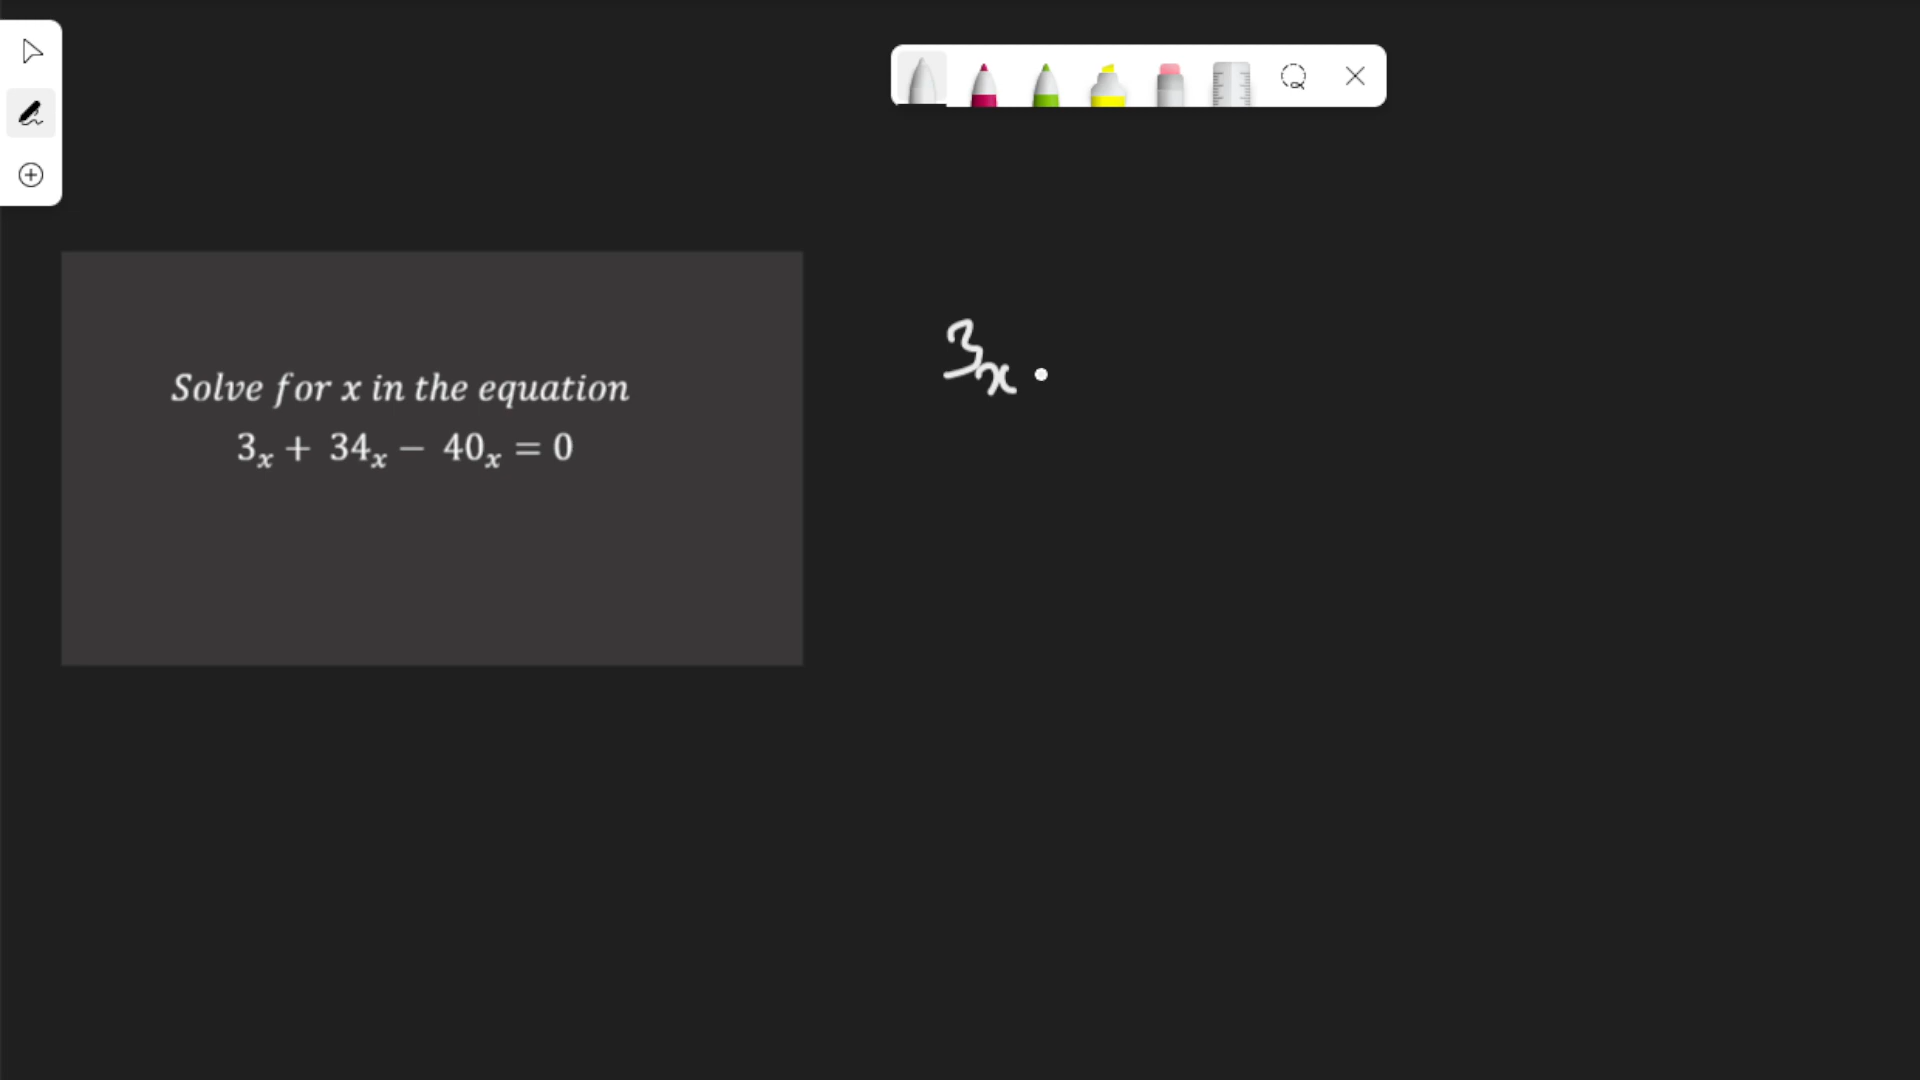 Solve for x in the equation
3ₓ + 34ₓ − 40ₓ = 0
3ₓ